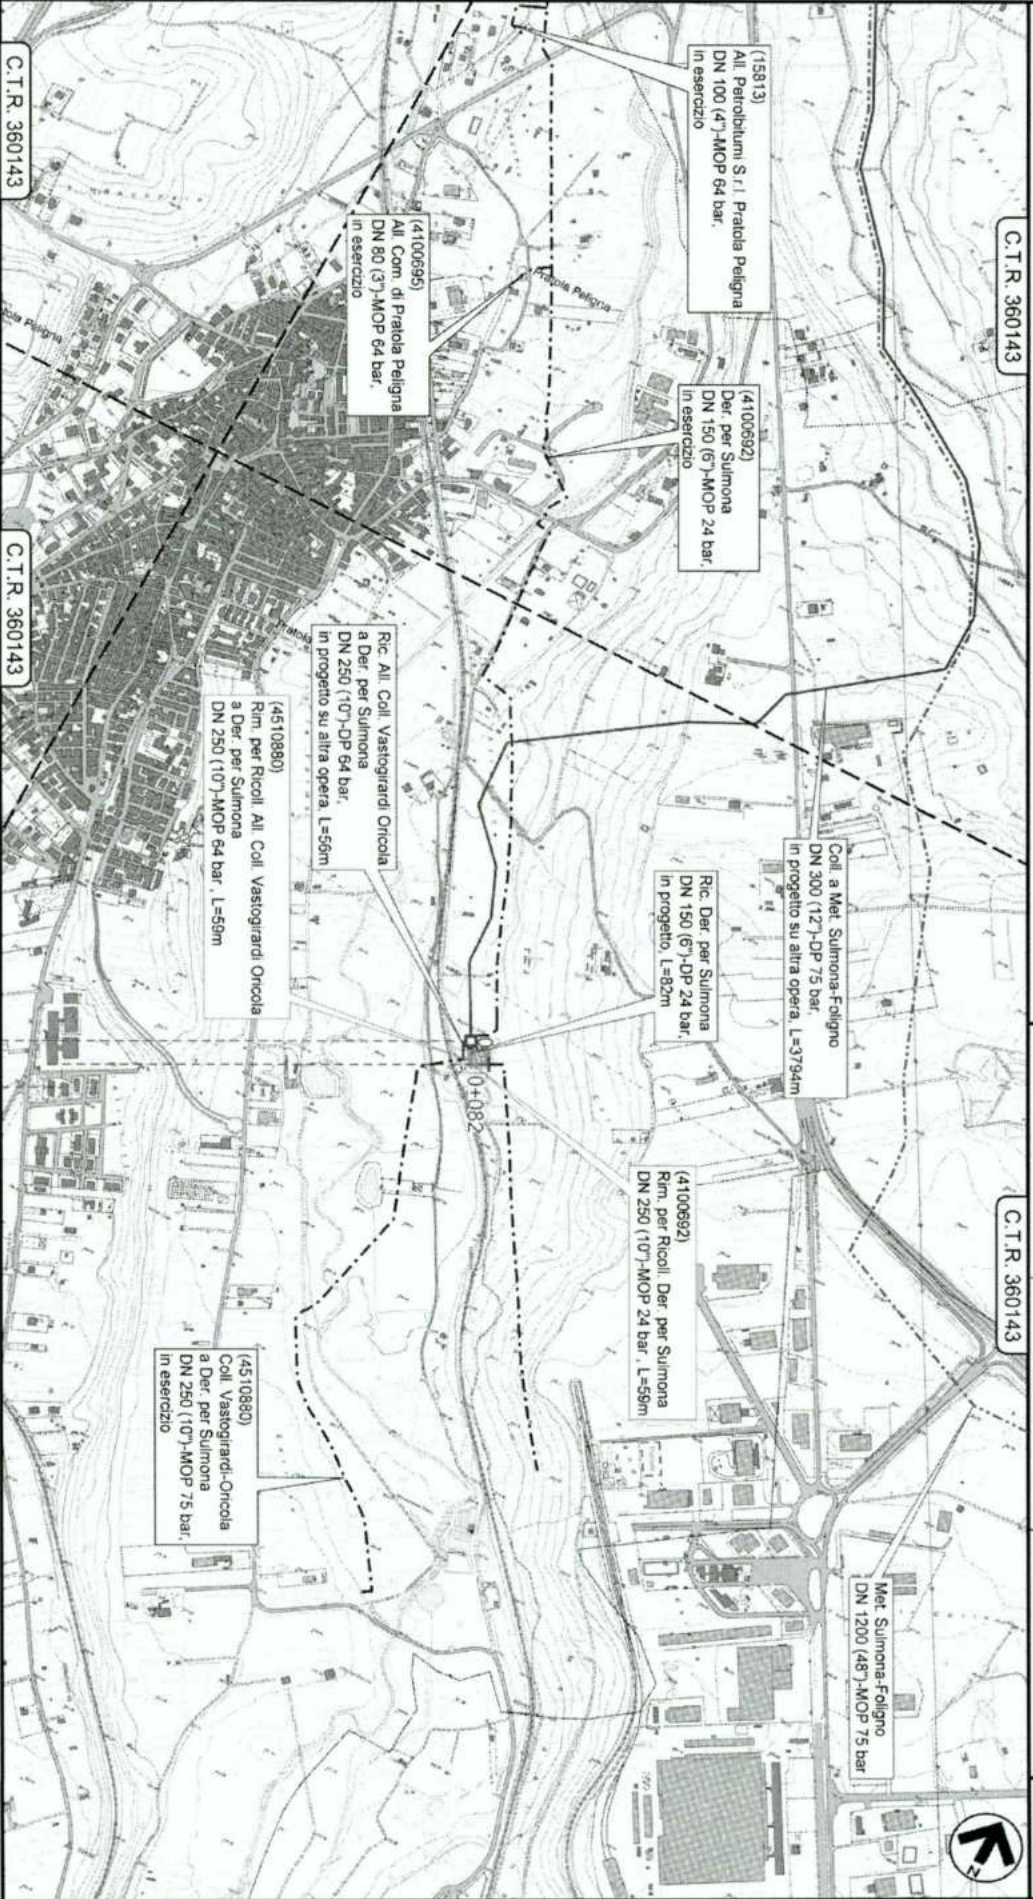 C.T.R. 360143
C.T.R. 360143
C.T.R. 360143
C.T.R. 360143
(15813)
All. Petrolbitumi S.r.l. Pratola Peligna
DN 100 (4")-MOP 64 bar,
in esercizio
(4100695)
All. Com. di Pratola Peligna
DN 80 (3")-MOP 64 bar,
in esercizio
(4100692)
Der. per Sulmona
DN 150 (6")-MOP 24 bar,
in esercizio
Pratola Peligna
Pratola
Peligna
Ric. All. Coll. Vastogirardi Oricola
a Der. per Sulmona
DN 250 (10")-DP 64 bar,
in progetto su altra opera, L=56m
(4510880)
Rim. per Ricoll. All. Coll. Vastogirardi Oricola
a Der. per Sulmona
DN 250 (10")-MOP 64 bar , L=59m
Coll. a Met. Sulmona-Foligno
DN 300 (12")-DP 75 bar,
in progetto su altra opera, L=3794m
Ric. Der. per Sulmona
DN 150 (6")-DP 24 bar,
in progetto, L=82m
0+082
(4100692)
Rim. per Ricoll. Der. per Sulmona
DN 250 (10")-MOP 24 bar , L=59m
(4510880)
Coll. Vastogirardi-Oricola
a Der. per Sulmona
DN 250 (10")-MOP 75 bar,
in esercizio
Met. Sulmona-Foligno
DN 1200 (48")-MOP 75 bar
N